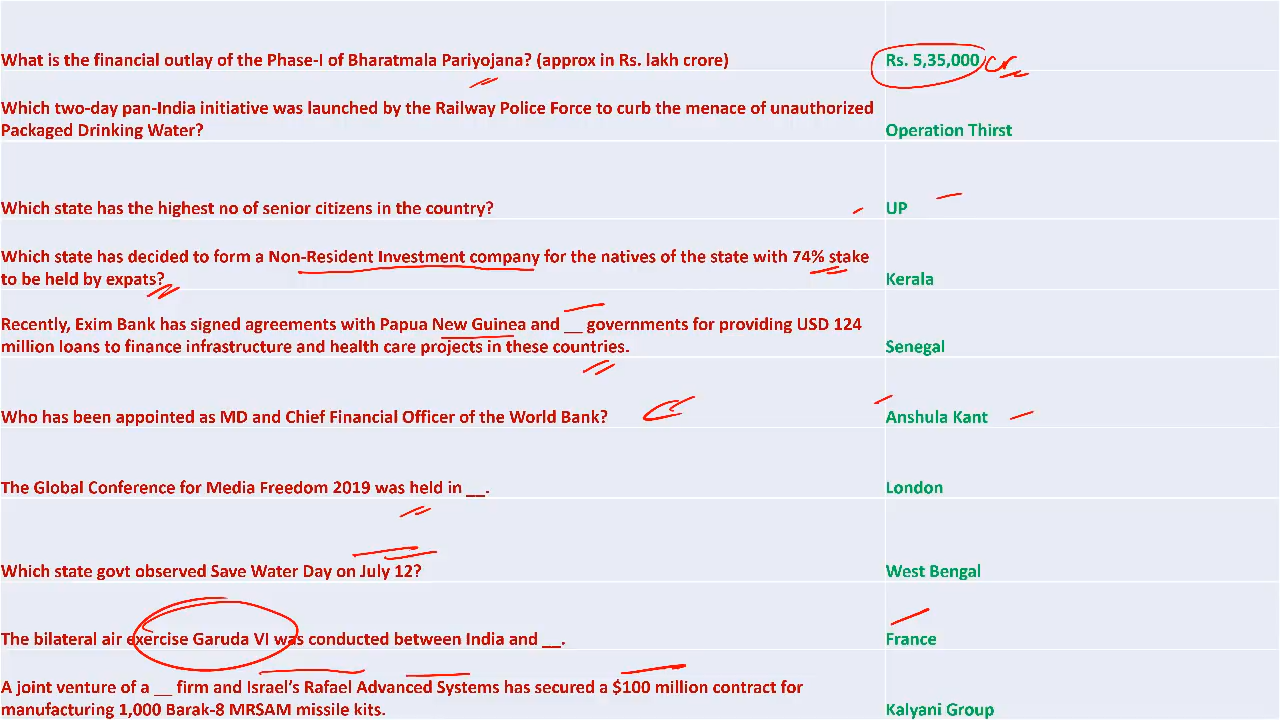 What is the financial outlay of the Phase-I of Bharatmala Pariyojana? (approx in Rs. lakh crore) Rs. 5,35,000 cr
Which two-day pan-India initiative was launched by the Railway Police Force to curb the menace of unauthorized
Packaged Drinking Water? Operation Thirst
Which state has the highest no of senior citizens in the country? UP
Which state has decided to form a Non-Resident Investment company for the natives of the state with 74% stake
to be held by expats? Kerala
Recently, Exim Bank has signed agreements with Papua New Guinea and __ governments for providing USD 124
million loans to finance infrastructure and health care projects in these countries. Senegal
Who has been appointed as MD and Chief Financial Officer of the World Bank? Anshula Kant
The Global Conference for Media Freedom 2019 was held in __. London
Which state govt observed Save Water Day on July 12? West Bengal
The bilateral air exercise Garuda VI was conducted between India and __. France
A joint venture of a __ firm and Israel's Rafael Advanced Systems has secured a $100 million contract for
manufacturing 1,000 Barak-8 MRSAM missile kits. Kalyani Group